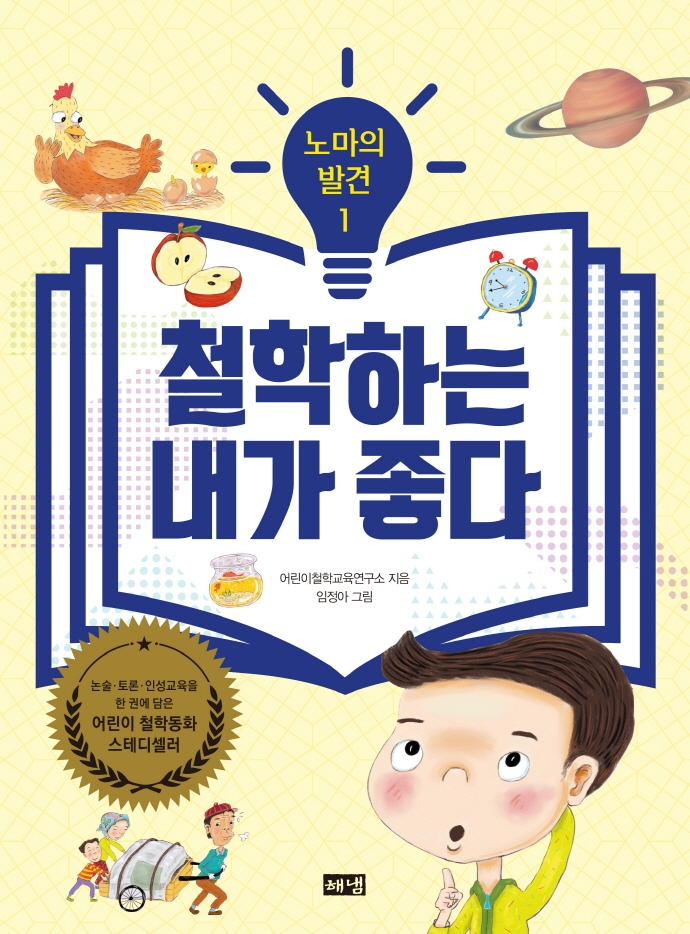 노마의
발견
1
철학하는
내가 좋다
어린이철학교육연구소 지음
임정아 그림
논술·토론·인성교육을
한 권에 담은
어린이 철학동화
스테디셀러
해냄